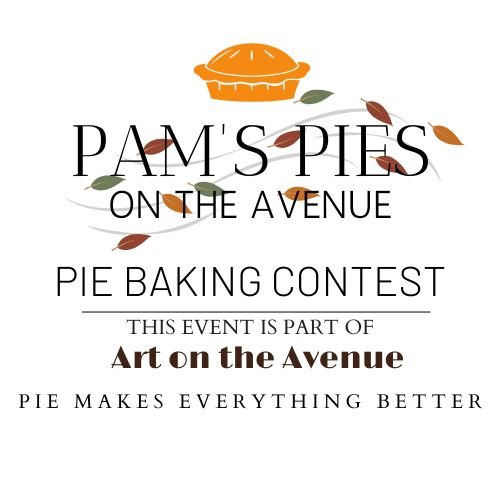 PAM'S PIES
ON THE AVENUE
PIE BAKING CONTEST
THIS EVENT IS PART OF
Art on the Avenue
PIE MAKES EVERYTHING BETTER